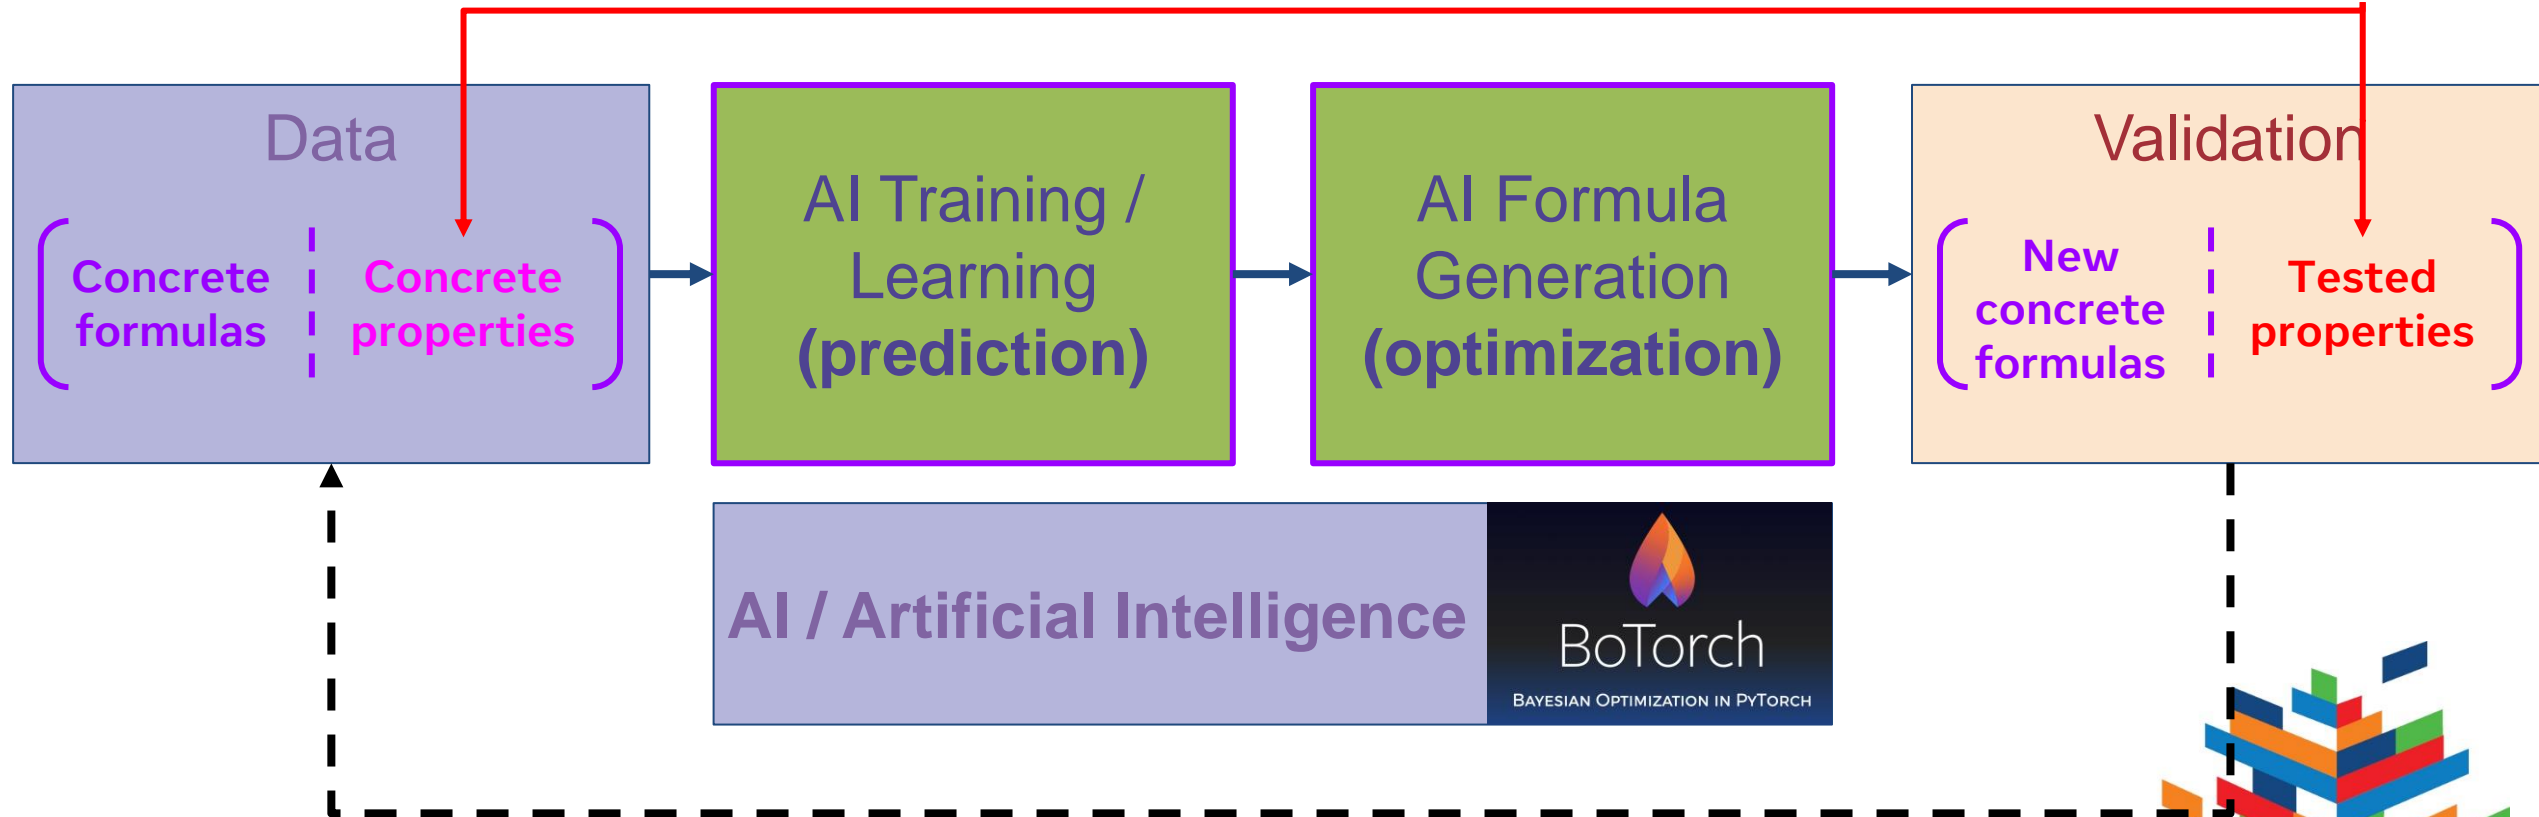 Data
Concrete
formulas
Concrete
properties
AI Training /
Learning
(prediction)
AI Formula
Generation
(optimization)
Validation
New
concrete
formulas
Tested
properties
AI / Artificial Intelligence
BoTorch
BAYESIAN OPTIMIZATION IN PYTORCH